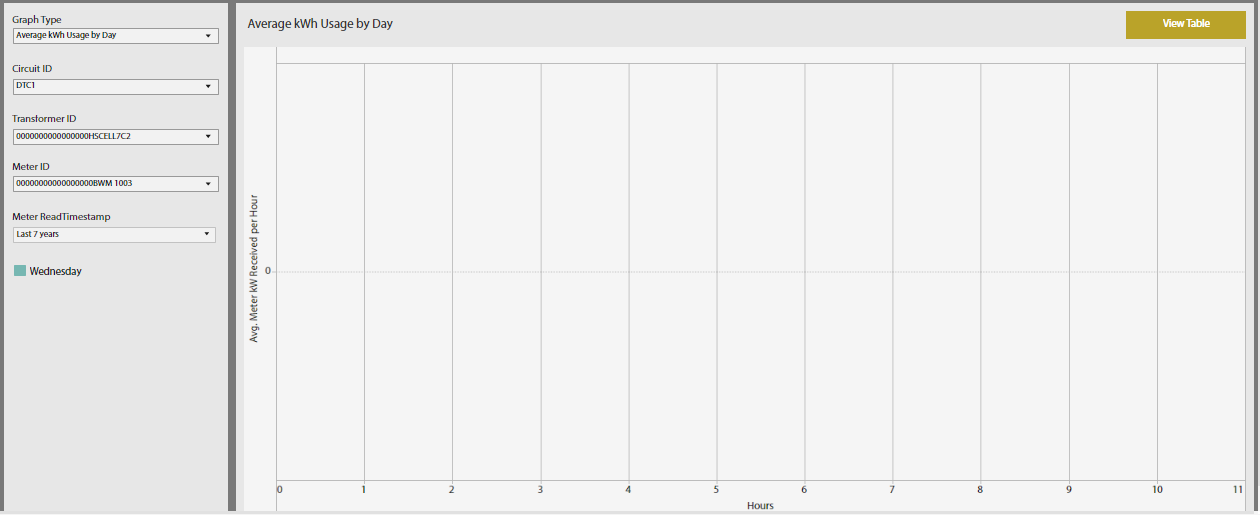 Graph Type
Average kWh Usage by Day
Circuit ID
DTC1
Transformer ID
0000000000000000HSCELL7C2
Meter ID
00000000000000000BWM 1003
Meter ReadTimestamp
Last 7 years
Wednesday
Average kWh Usage by Day
View Table
Avg. Meter kW Received per Hour
0
0 1 2 3 4 5 6 7 8 9 10 11
Hours